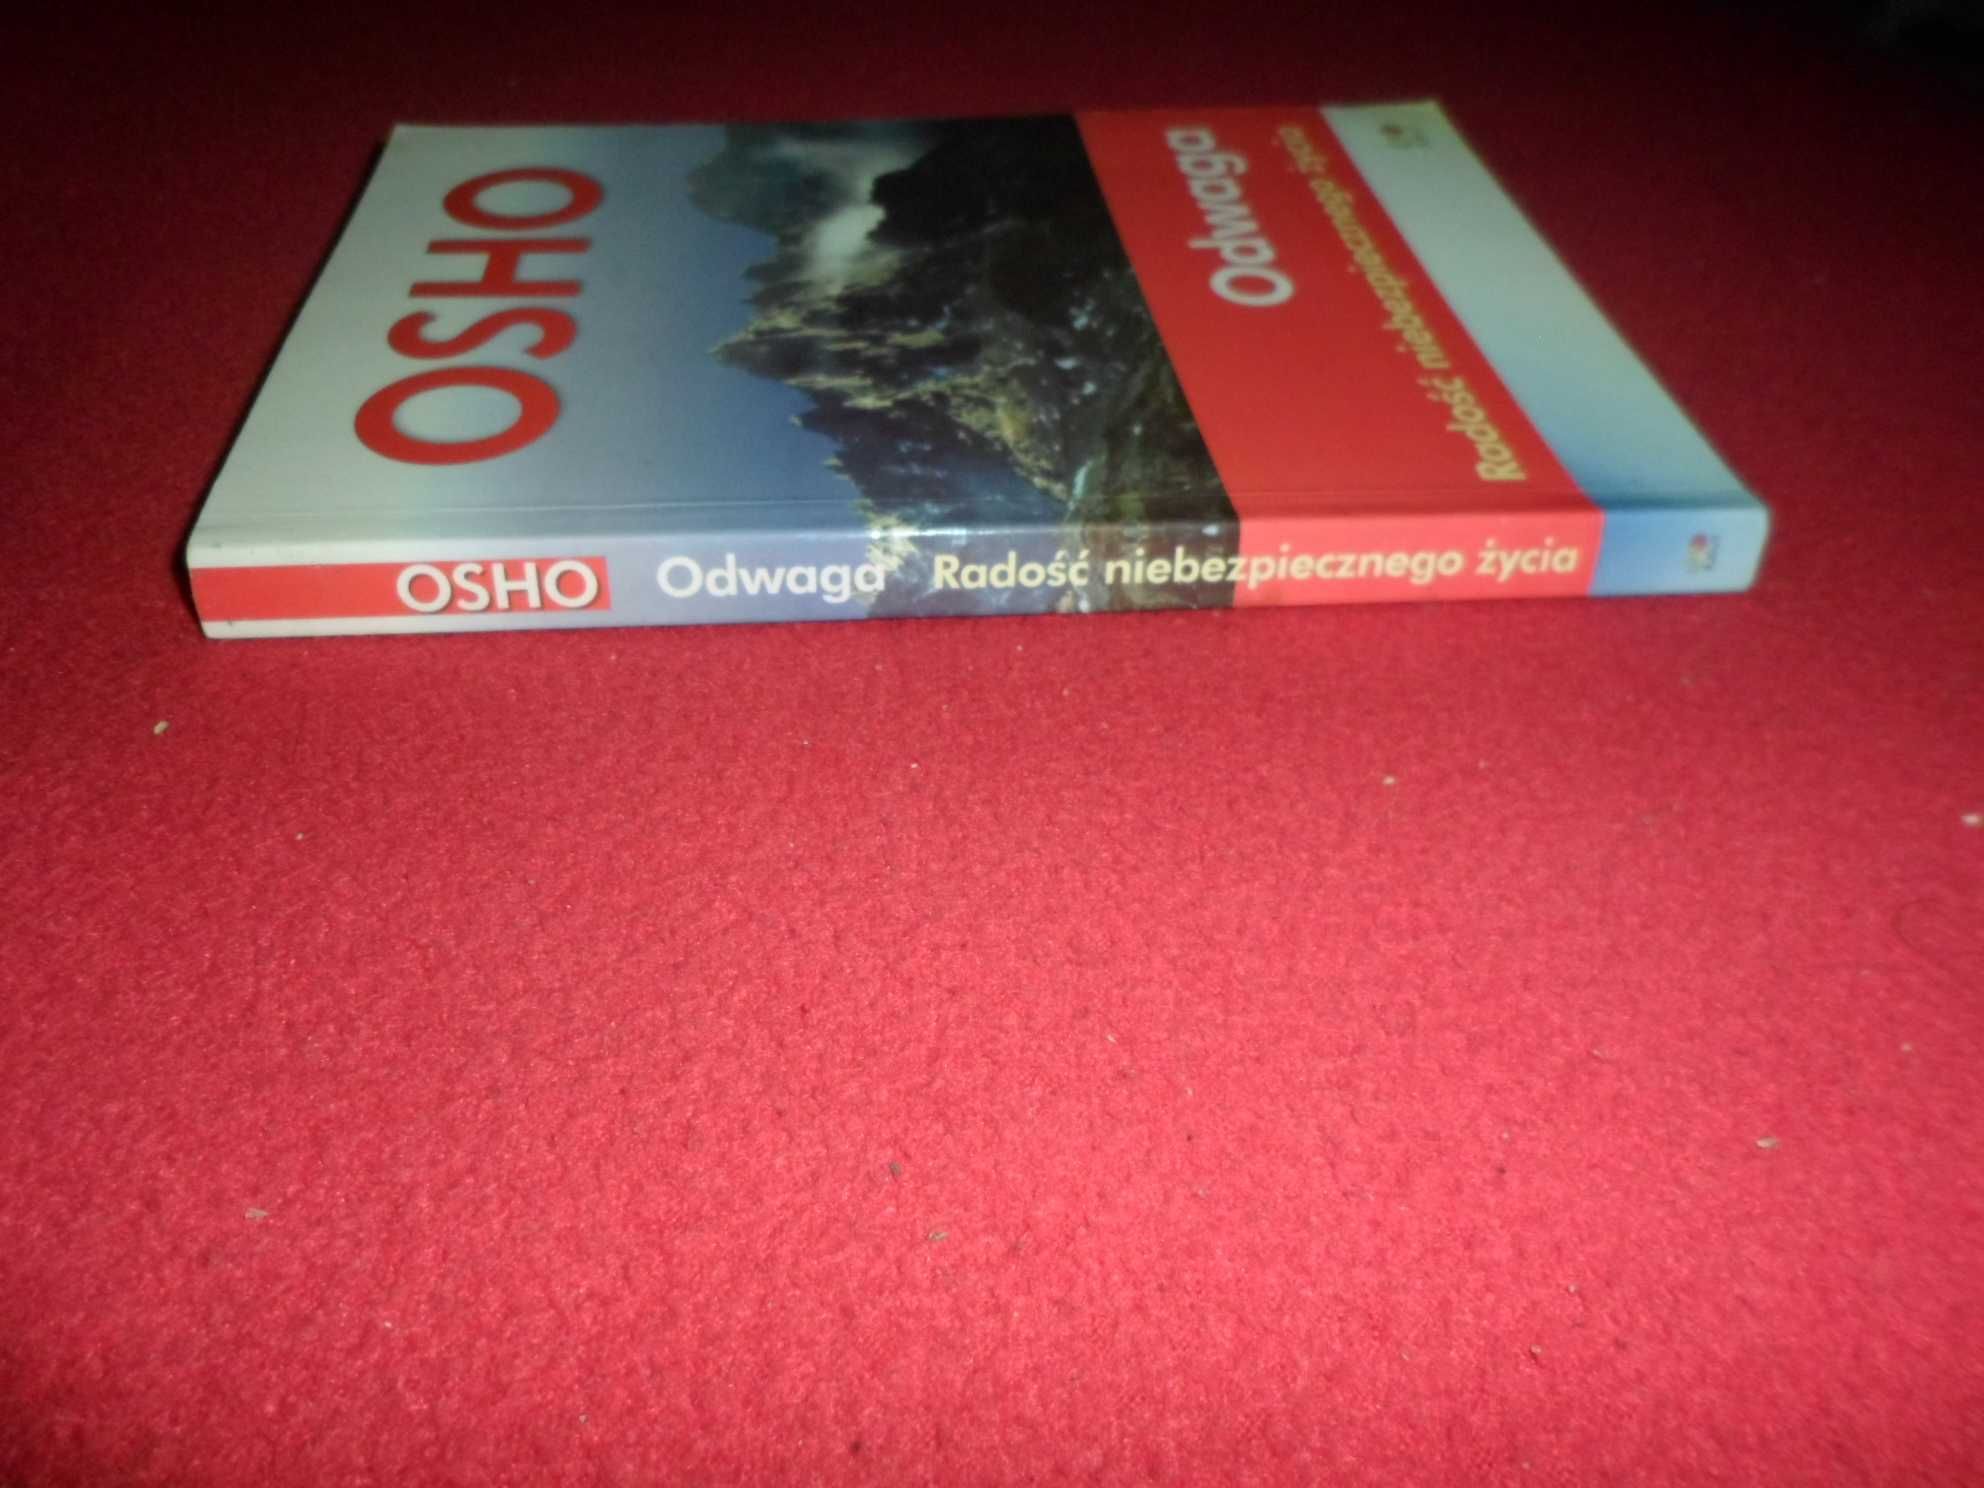 OSHO
Odwaga
Radość niebezpiecznego życia
OSHO Odwaga Radość niebezpiecznego życia